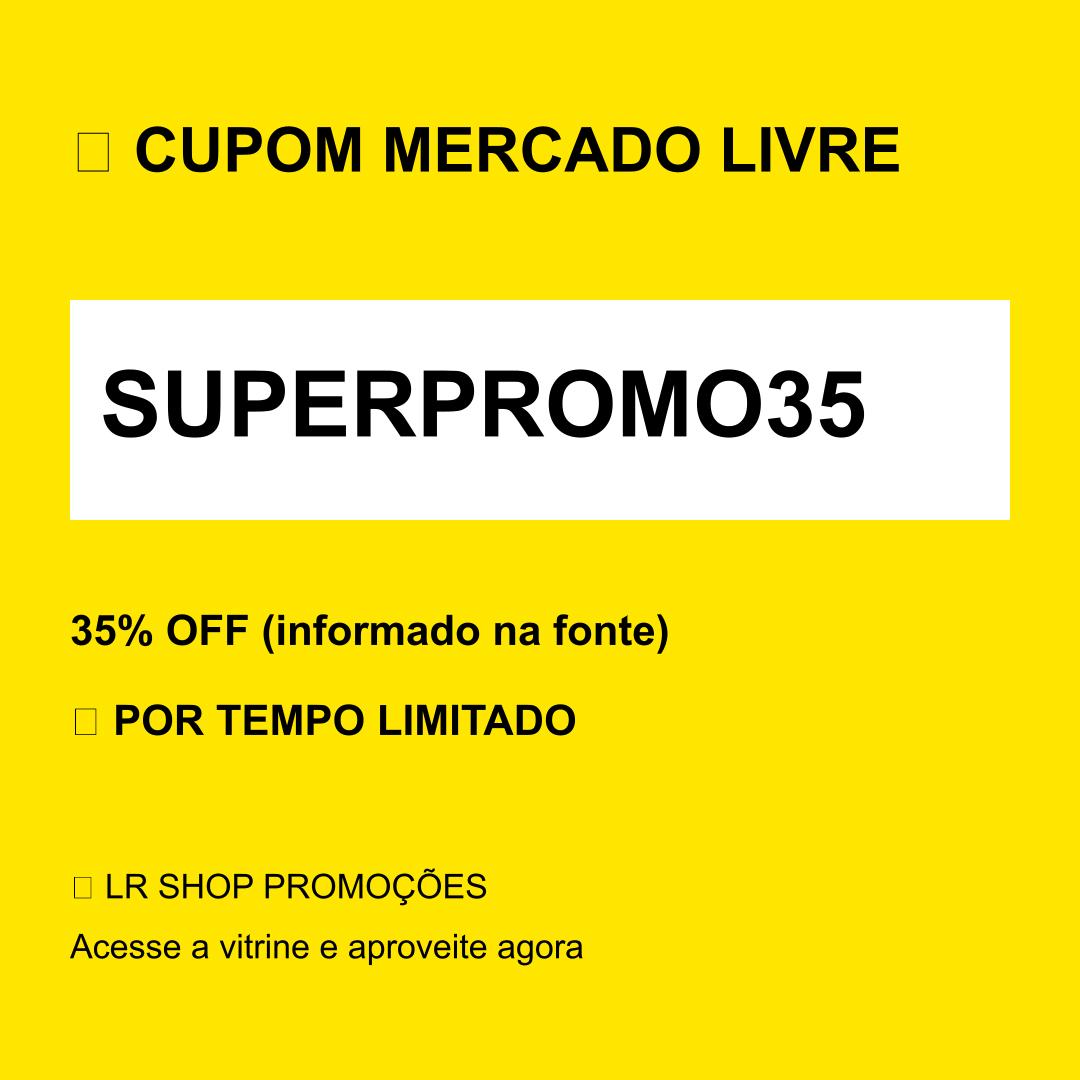 □ CUPOM MERCADO LIVRE
SUPERPROMO35
35% OFF (informado na fonte)
□ POR TEMPO LIMITADO
□ LR SHOP PROMOÇÕES
Acesse a vitrine e aproveite agora